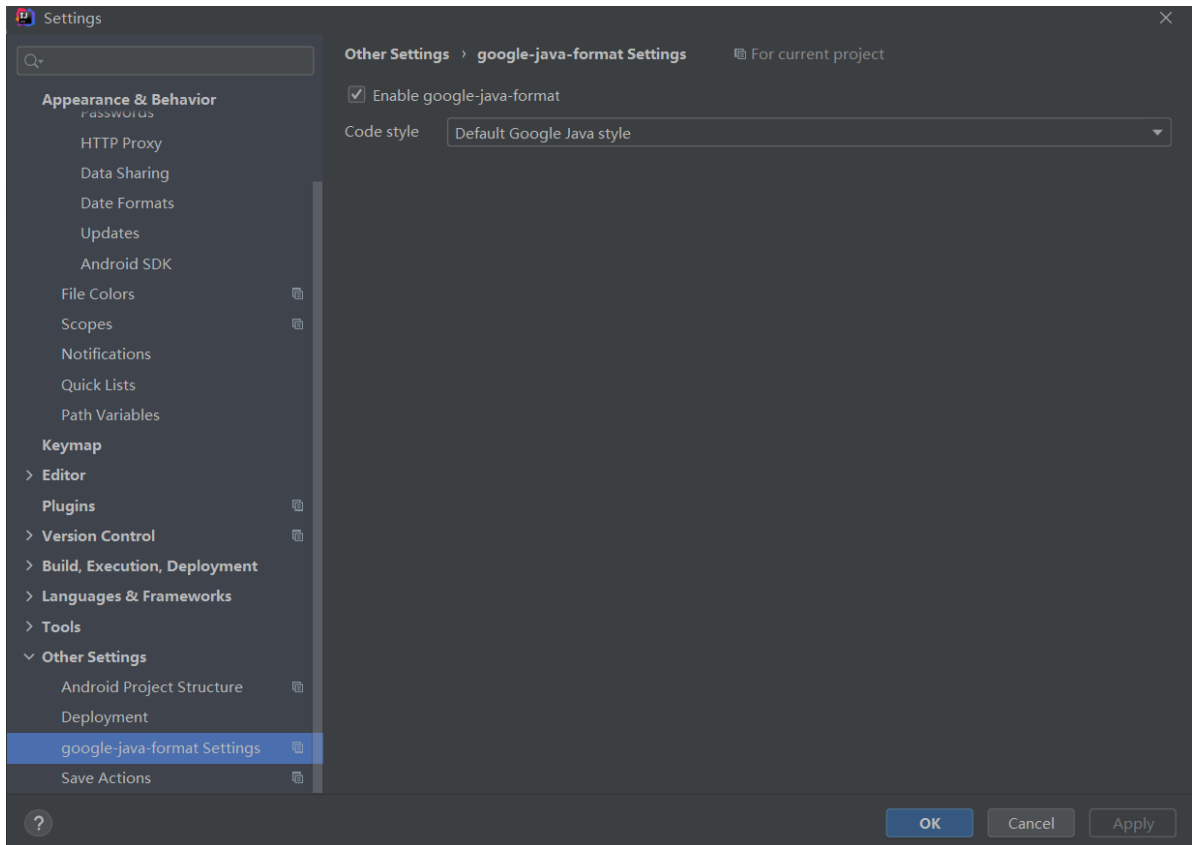 Settings
Appearance & Behavior
Passwords
HTTP Proxy
Data Sharing
Date Formats
Updates
Android SDK
File Colors
Scopes
Notifications
Quick Lists
Path Variables
Keymap
Editor
Plugins
Version Control
Build, Execution, Deployment
Languages & Frameworks
Tools
Other Settings
Android Project Structure
Deployment
google-java-format Settings
Save Actions
Other Settings › google-java-format Settings For current project
Enable google-java-format
Code style Default Google Java style
? OK Cancel Apply